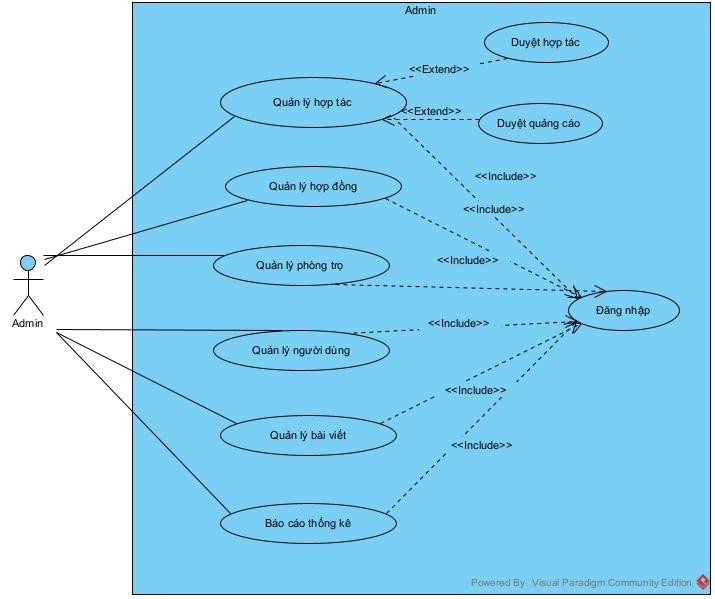 Admin
Duyệt hợp tác
<<Extend>>
Quản lý hợp tác
<<Extend>>
Duyệt quảng cáo
<<Include>>
Quản lý hợp đồng
<<Include>>
Quản lý phòng trọ
<<Include>>
Admin
Đăng nhập
<<Include>>
Quản lý người dùng
<<Include>>
Quản lý bài viết
<<Include>>
Báo cáo thống kê
Powered By Visual Paradigm Community Edition